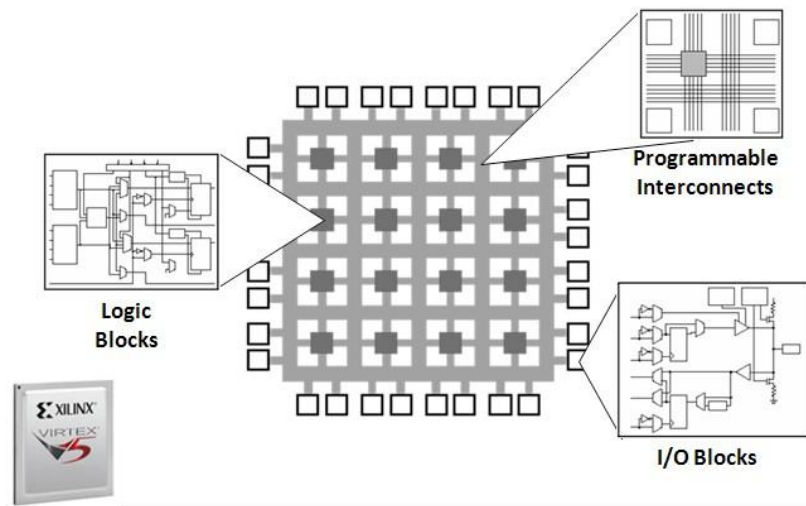 Programmable
Interconnects
Logic
Blocks
XILINX
VIRTEX
5
I/O Blocks